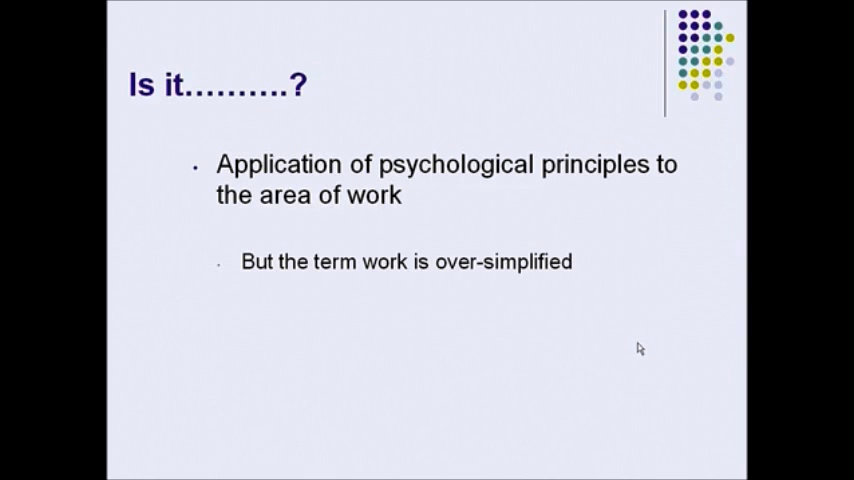 Is it..........?
Application of psychological principles to
the area of work
But the term work is over-simplified